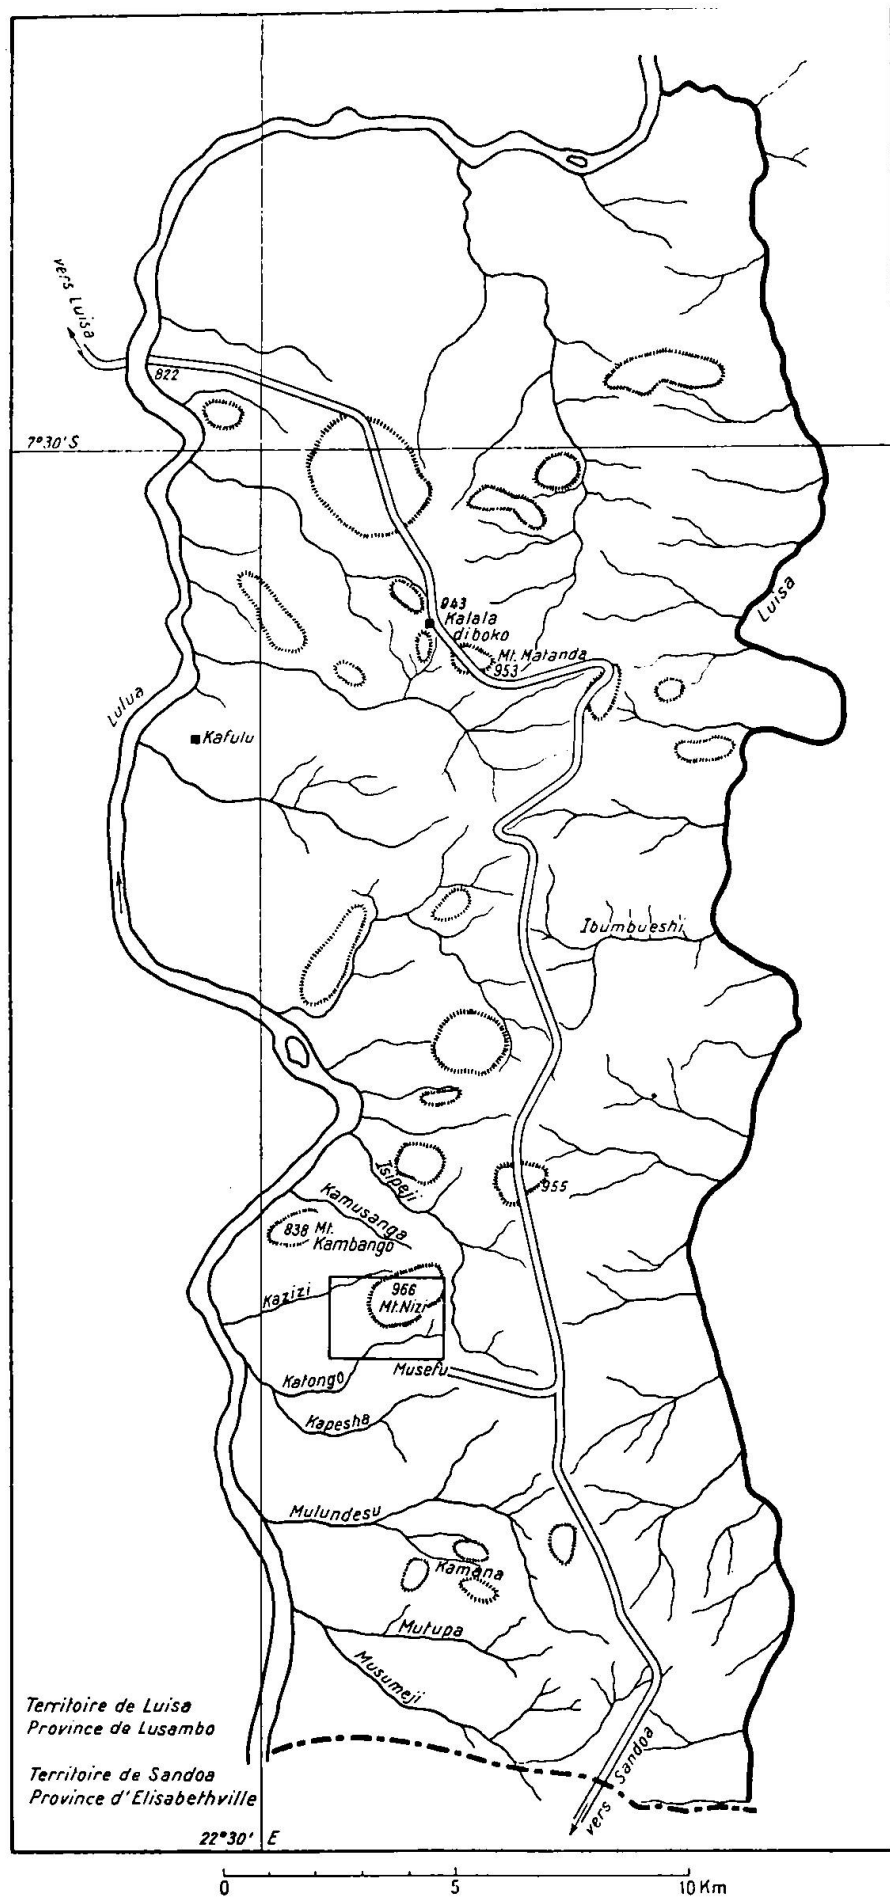 vers Luisa
822
7°30' S
943
Kalala
diboko
Mt. Matanda
953
Luisa
Lulua
Kafulu
Ibumbueshi
Isipeji
955
Kamusanga
838 Mt.
Kambango
Kazizi
966
Mt.Nizi
Musefu
Katongo
Kapesha
Mulundesu
Kamana
Mutupa
Musumeji
Territoire de Luisa
Province de Lusambo
Territoire de Sandoa
Province d'Elisabethville
vers Sandoa
22°30' E
0 5 10 Km